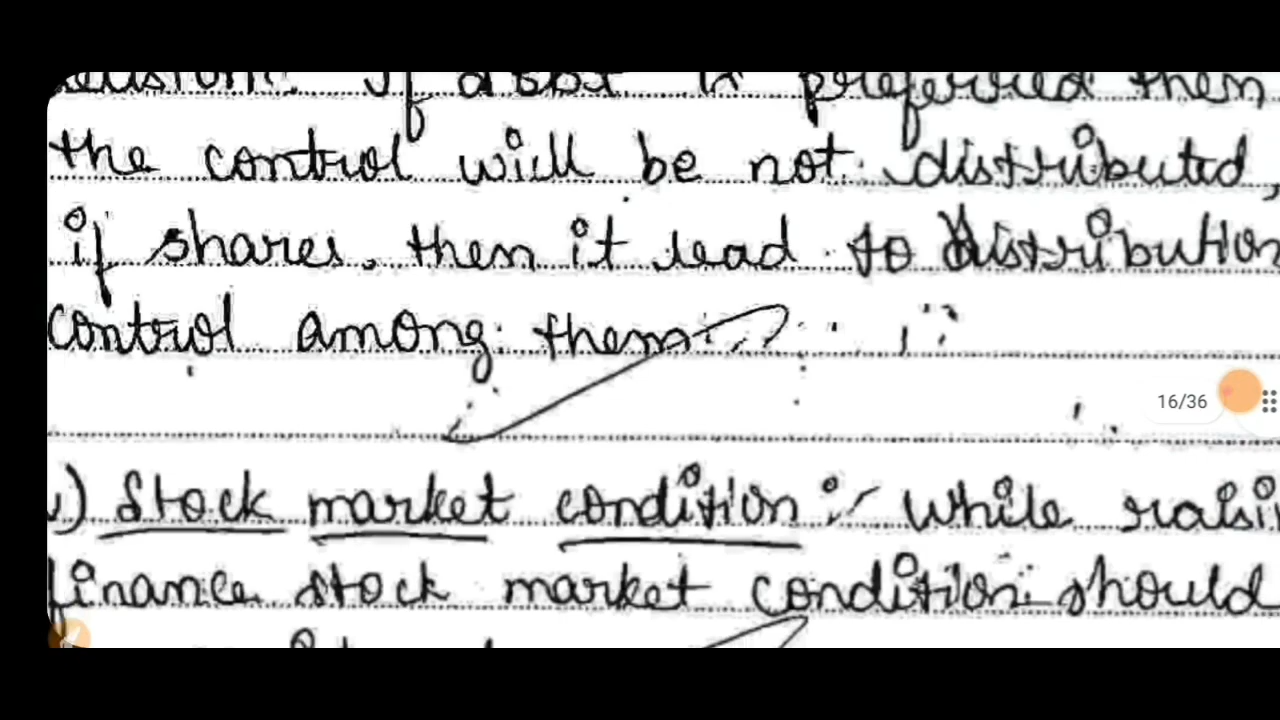 If debt is preferred then
the control will be not distributed,
if shares, then it lead to distribution
control among them
Stock market condition :- While
finance stock market condition should
16/36